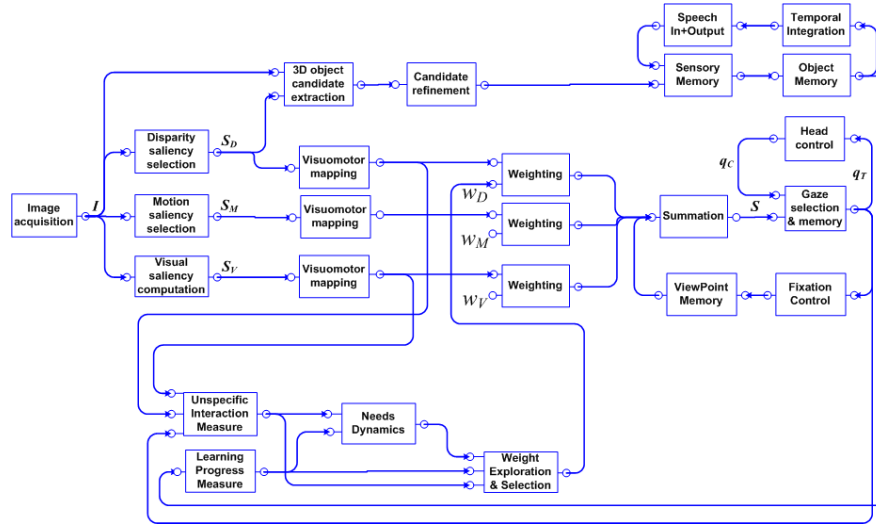 Speech
In+Output
Temporal
Integration
3D object
candidate
extraction
Candidate
refinement
Sensory
Memory
Object
Memory
Disparity
saliency
selection
S_D
Visuomotor
mapping
Weighting
w_D
Head
control
q_C
q_T
Image
acquisition
I
Motion
saliency
selection
S_M
Visuomotor
mapping
Weighting
w_M
Summation
S
Gaze
selection
& memory
Visual
saliency
computation
S_V
Visuomotor
mapping
Weighting
w_V
ViewPoint
Memory
Fixation
Control
Unspecific
Interaction
Measure
Needs
Dynamics
Learning
Progress
Measure
Weight
Exploration
& Selection